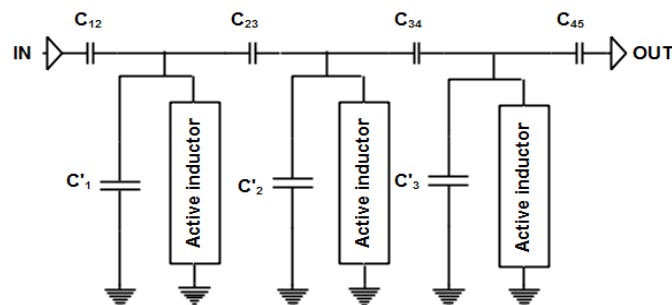 C12 C23 C34 C45
IN OUT
C'1 Active inductor C'2 Active inductor C'3 Active inductor